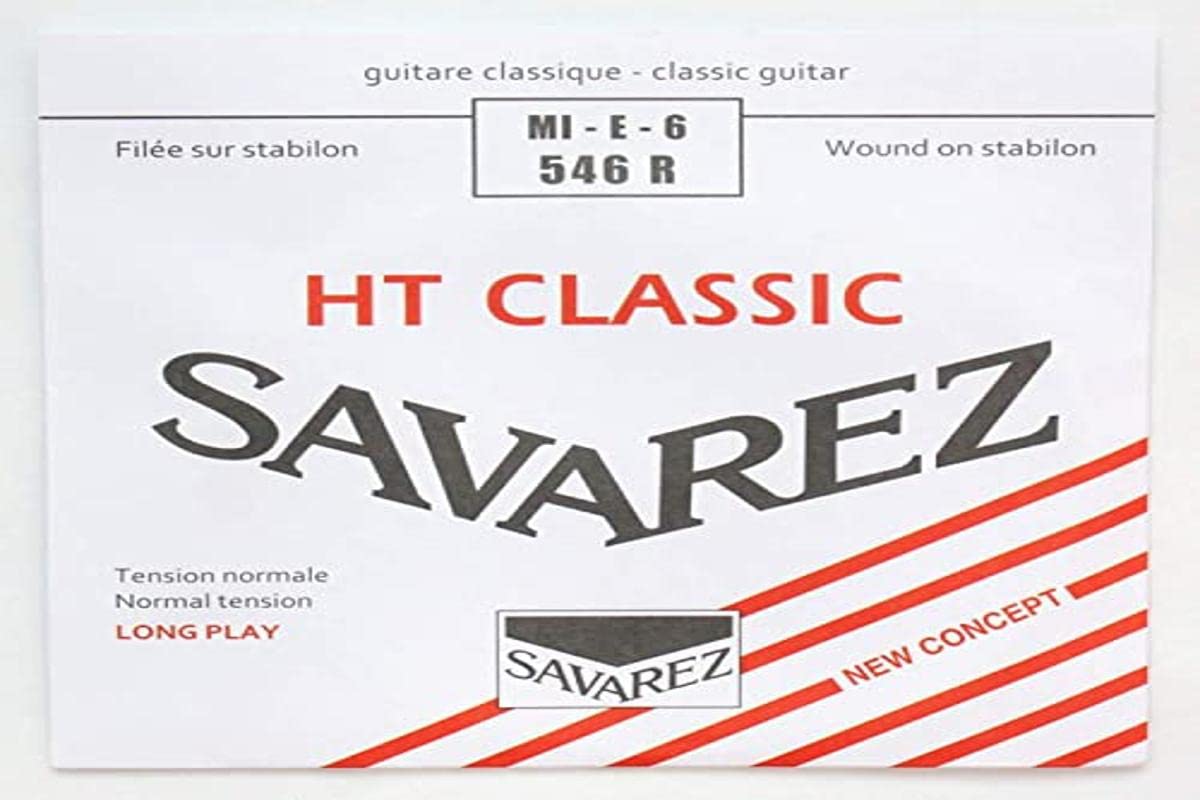 guitare classique - classic guitar
MI - E - 6
546 R
Filée sur stabilon
Wound on stabilon
HT CLASSIC
SAVAREZ
Tension normale
Normal tension
LONG PLAY
SAVAREZ
NEW CONCEPT